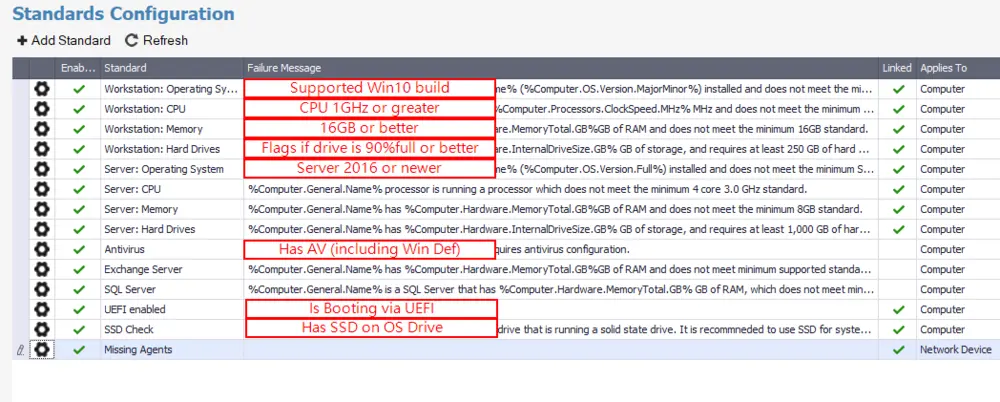 Standards Configuration
+ Add Standard Refresh
Enab... Standard Failure Message Linked Applies To
Workstation: Operating Sy... Supported Win10 build me% (%Computer.OS.Version.MajorMinor%) installed and does not meet the mi... Computer
Workstation: CPU CPU 1GHz or greater %Computer.Processors.ClockSpeed.MHz% MHz and does not meet the minimum ... Computer
Workstation: Memory 16GB or better ware.MemoryTotal.GB%GB of RAM and does not meet the minimum 16GB standard. Computer
Workstation: Hard Drives Flags if drive is 90%full or better ware.InternalDriveSize.GB% GB of storage, and requires at least 250 GB of hard ... Computer
Server: Operating System Server 2016 or newer me% (%Computer.OS.Version.Full%) installed and does not meet the minimum S... Computer
Server: CPU %Computer.General.Name% processor is running a processor which does not meet the minimum 4 core 3.0 GHz standard. Computer
Server: Memory %Computer.General.Name% has %Computer.Hardware.MemoryTotal.GB%GB of RAM and does not meet the minimum 8GB standard. Computer
Server: Hard Drives %Computer.General.Name% has %Computer.Hardware.InternalDriveSize.GB% GB of storage, and requires at least 1,000 GB of har... Computer
Antivirus Has AV (including Win Def) quires antivirus configuration. Computer
Exchange Server %Computer.General.Name% has %Computer.Hardware.MemoryTotal.GB%GB of RAM and does not meet minimum supported standa... Computer
SQL Server %Computer.General.Name% is a SQL Server that has %Computer.Hardware.MemoryTotal.GB% GB of RAM, which does not meet min... Computer
UEFI enabled Is Booting via UEFI Computer
SSD Check Has SSD on OS Drive drive that is running a solid state drive. It is recommneded to use SSD for syste... Computer
Missing Agents Network Device